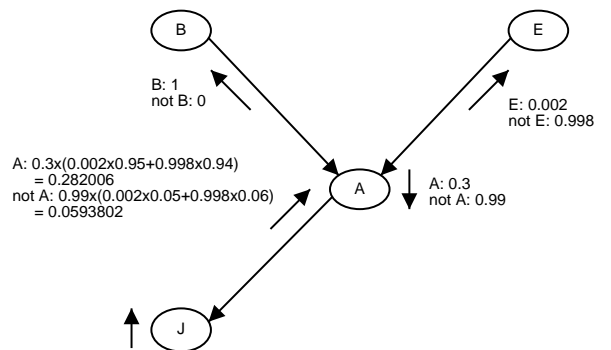 B
E
B: 1
not B: 0
E: 0.002
not E: 0.998
A: 0.3x(0.002x0.95+0.998x0.94)
= 0.282006
not A: 0.99x(0.002x0.05+0.998x0.06)
= 0.0593802
A
A: 0.3
not A: 0.99
J